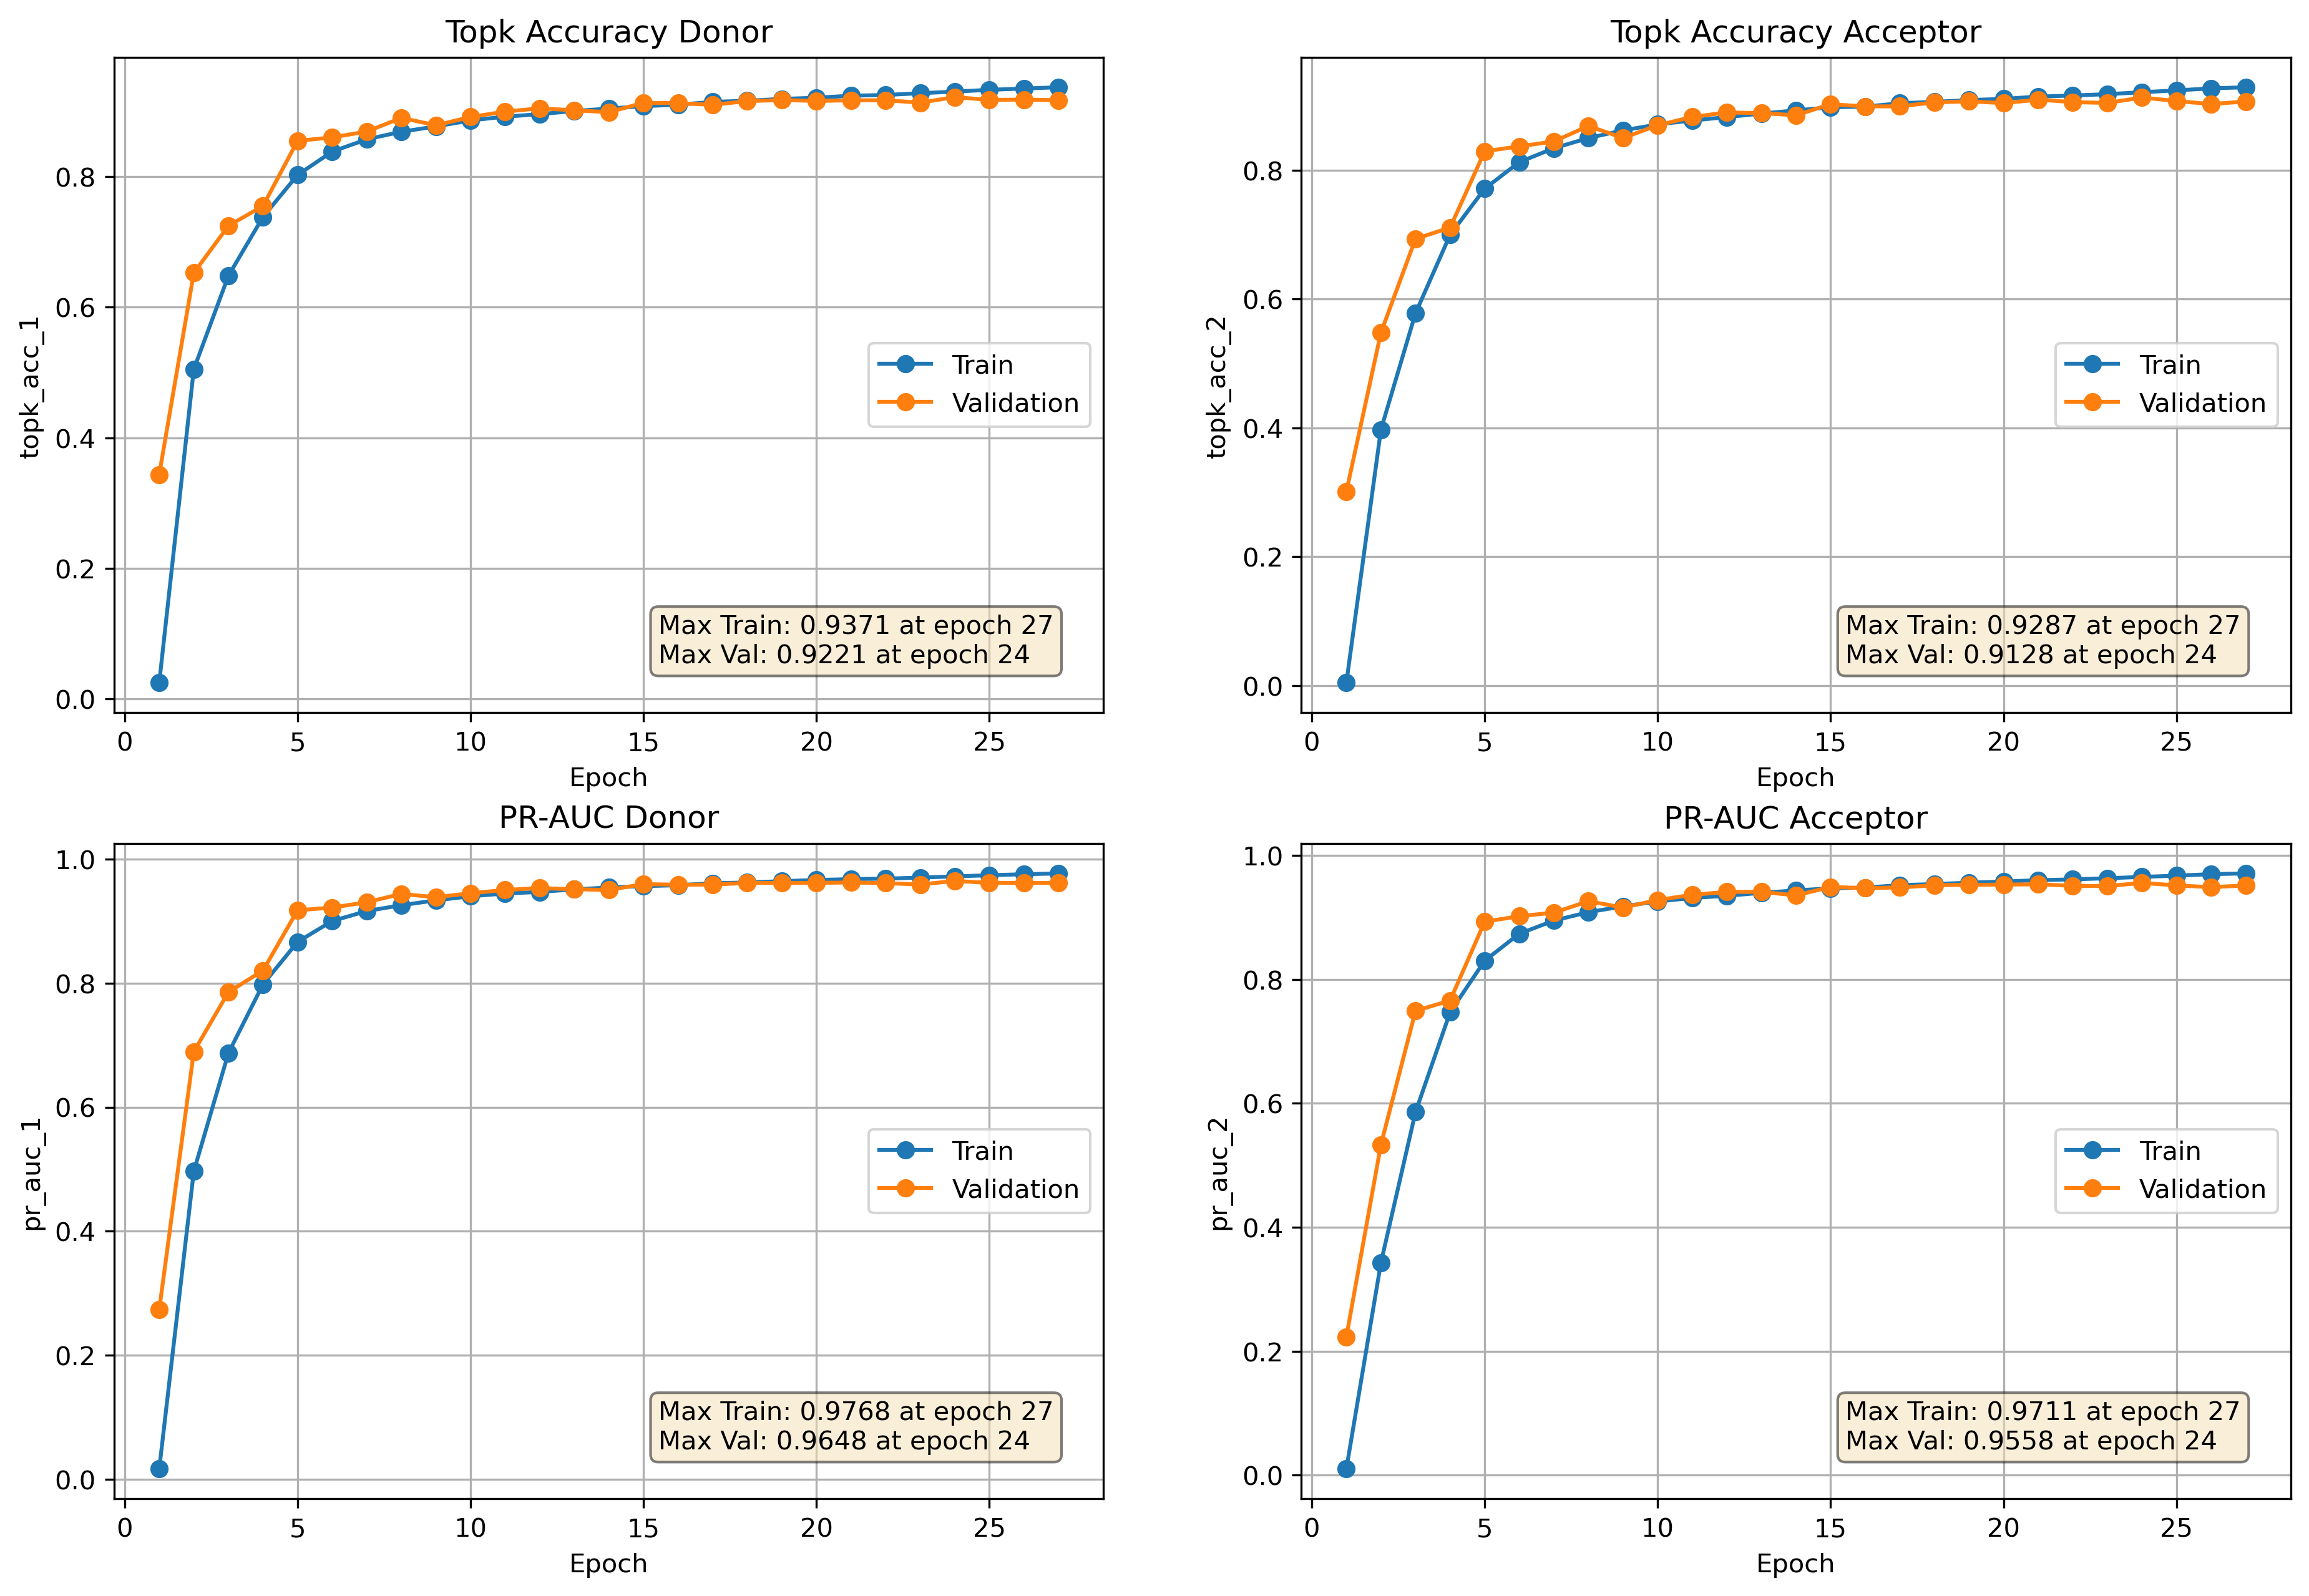 Topk Accuracy Donor
topk_acc_1
0.8
0.6
0.4
0.2
0.0
Train
Validation
Max Train: 0.9371 at epoch 27
Max Val: 0.9221 at epoch 24
0 5 10 15 20 25
Epoch
Topk Accuracy Acceptor
topk_acc_2
0.8
0.6
0.4
0.2
0.0
Train
Validation
Max Train: 0.9287 at epoch 27
Max Val: 0.9128 at epoch 24
0 5 10 15 20 25
Epoch
PR-AUC Donor
pr_auc_1
1.0
0.8
0.6
0.4
0.2
0.0
Train
Validation
Max Train: 0.9768 at epoch 27
Max Val: 0.9648 at epoch 24
0 5 10 15 20 25
Epoch
PR-AUC Acceptor
pr_auc_2
1.0
0.8
0.6
0.4
0.2
0.0
Train
Validation
Max Train: 0.9711 at epoch 27
Max Val: 0.9558 at epoch 24
0 5 10 15 20 25
Epoch